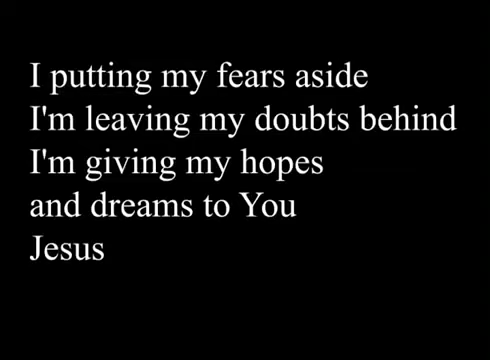 I putting my fears aside
I'm leaving my doubts behind
I'm giving my hopes
and dreams to You
Jesus